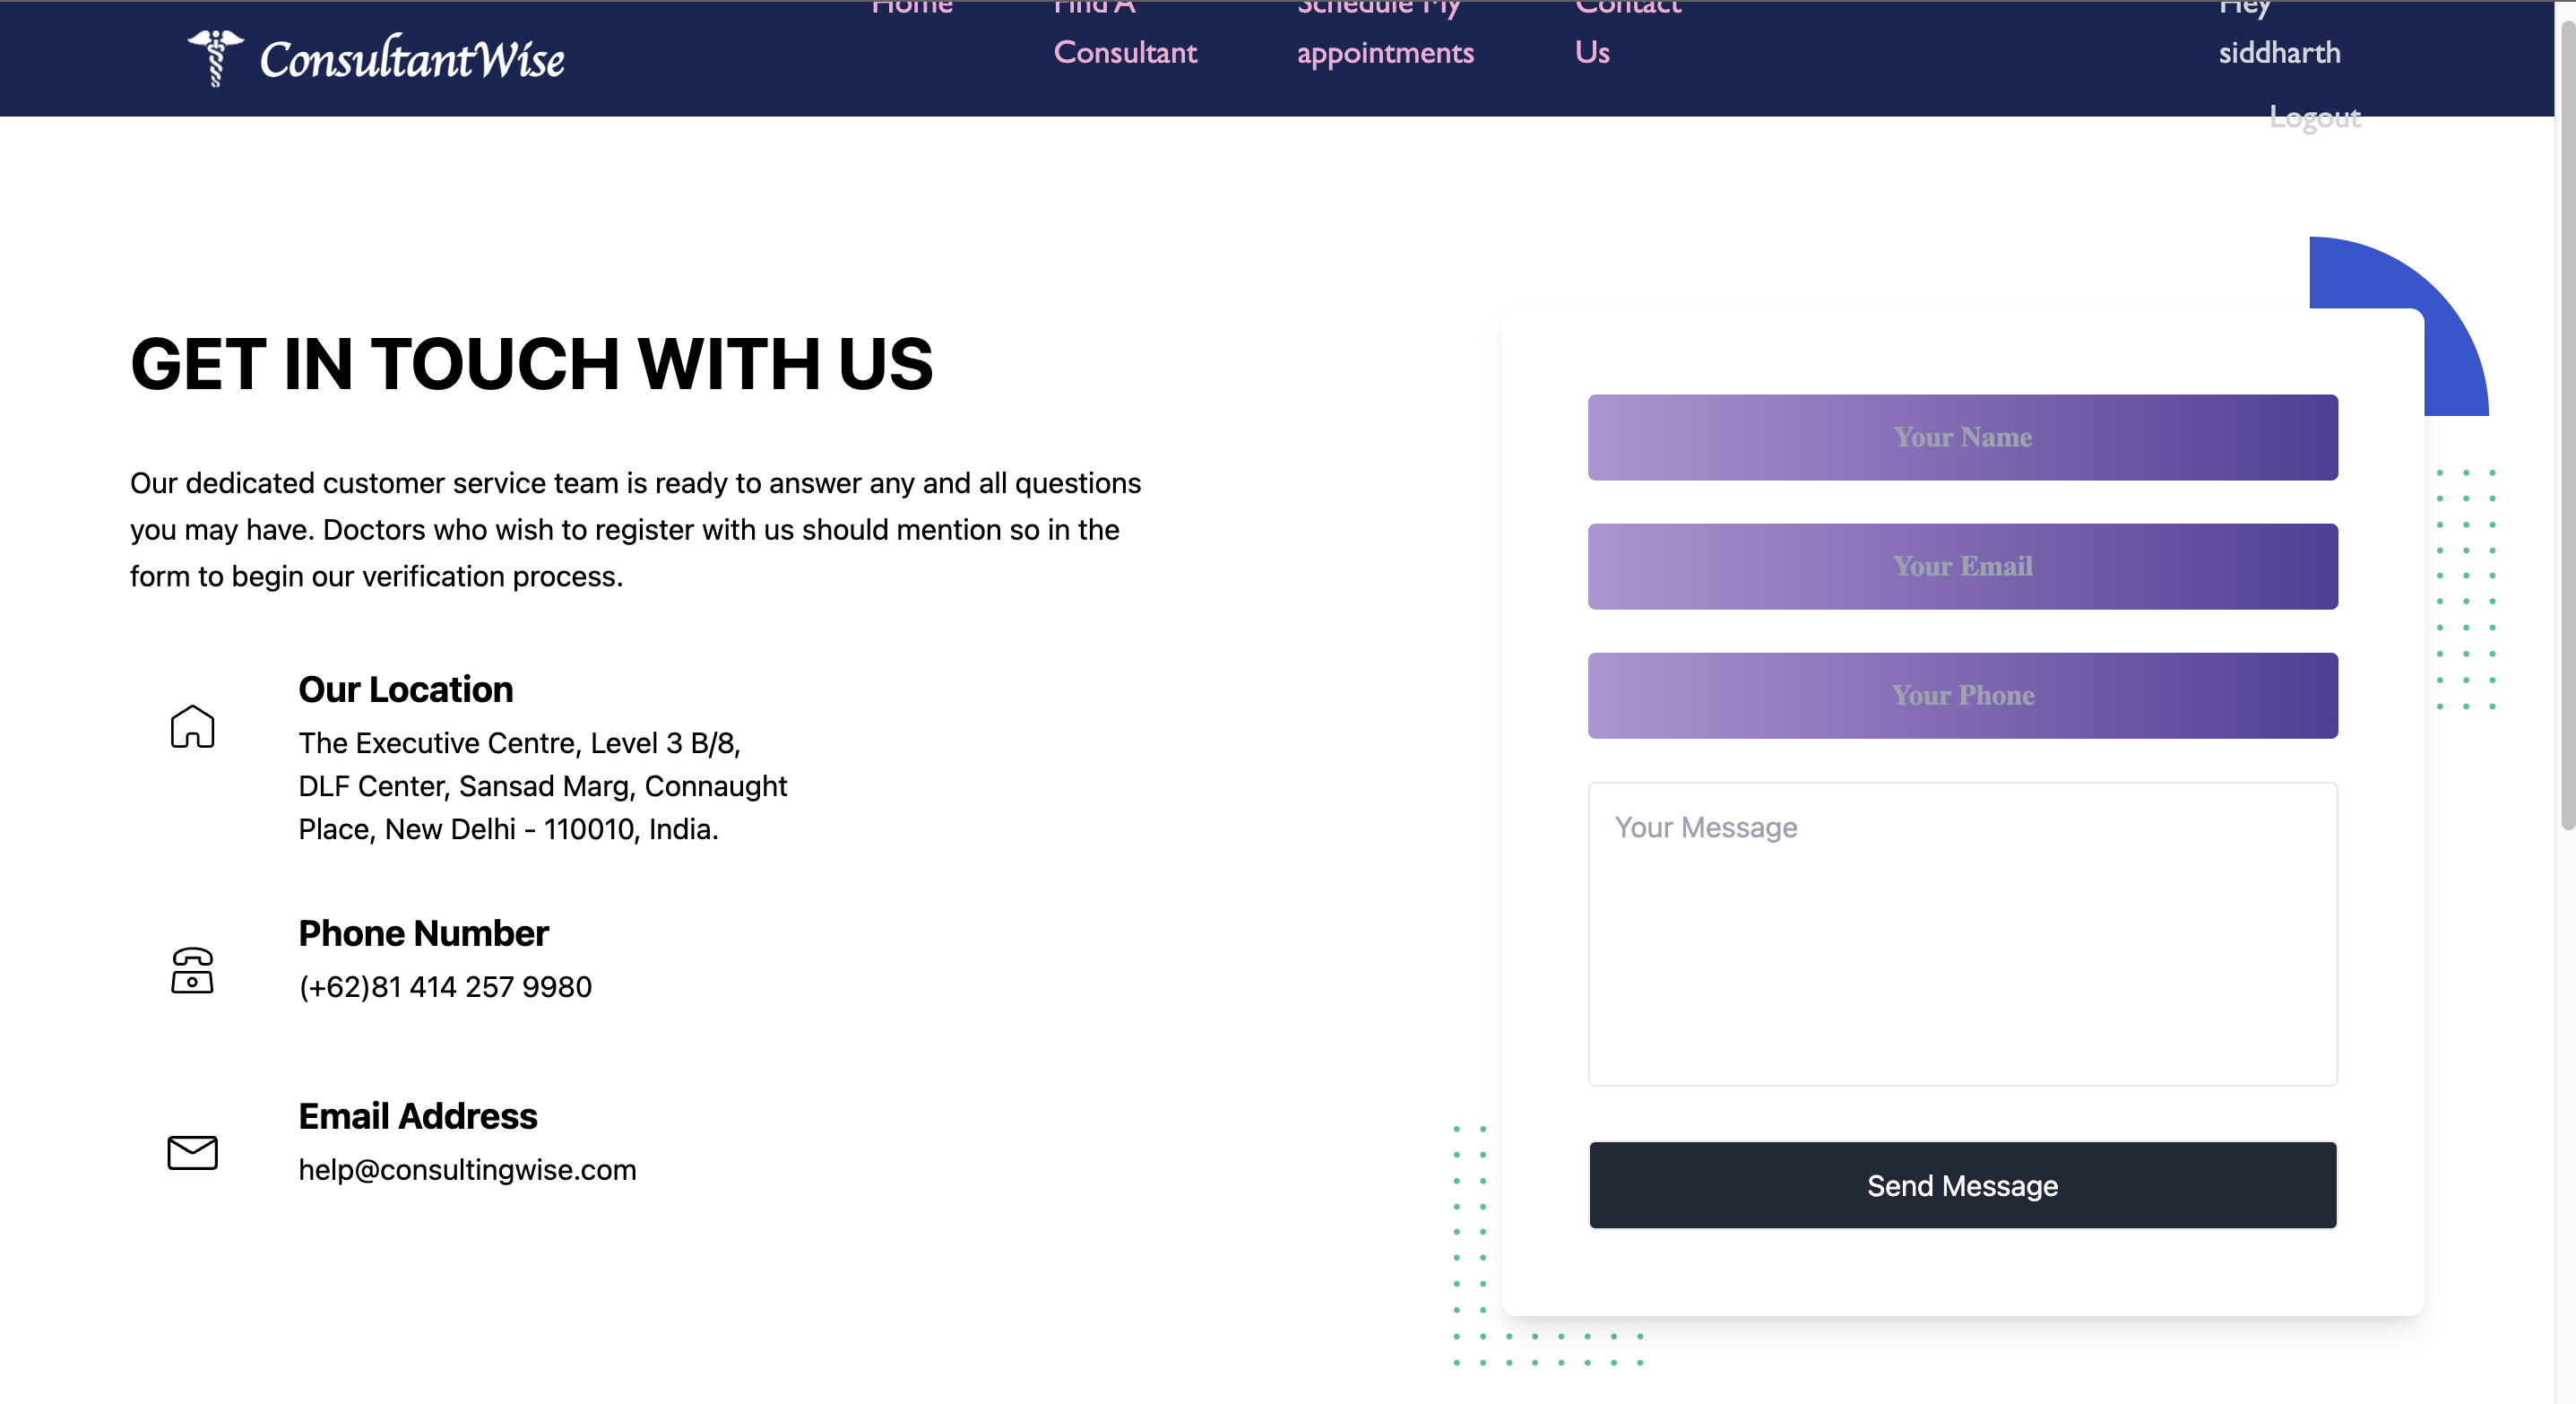 ConsultantWise
Home
Find A
Consultant
Schedule My
appointments
Contact
Us
Hey
siddharth
Logout
GET IN TOUCH WITH US
Our dedicated customer service team is ready to answer any and all questions
you may have. Doctors who wish to register with us should mention so in the
form to begin our verification process.
Our Location
The Executive Centre, Level 3 B/8,
DLF Center, Sansad Marg, Connaught
Place, New Delhi - 110010, India.
Phone Number
(+62)81 414 257 9980
Email Address
help@consultingwise.com
Your Name
Your Email
Your Phone
Your Message
Send Message